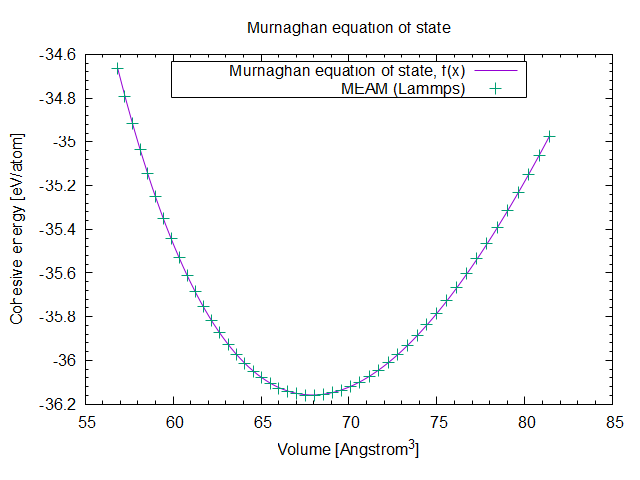 Murnaghan equation of state
-34.6
Murnaghan equation of state, f(x)
MEAM (Lammps)
-34.8
-35
-35.2
-35.4
-35.6
-35.8
-36
-36.2
Cohesive energy [eV/atom]
55 60 65 70 75 80 85
Volume [Angstrom³]